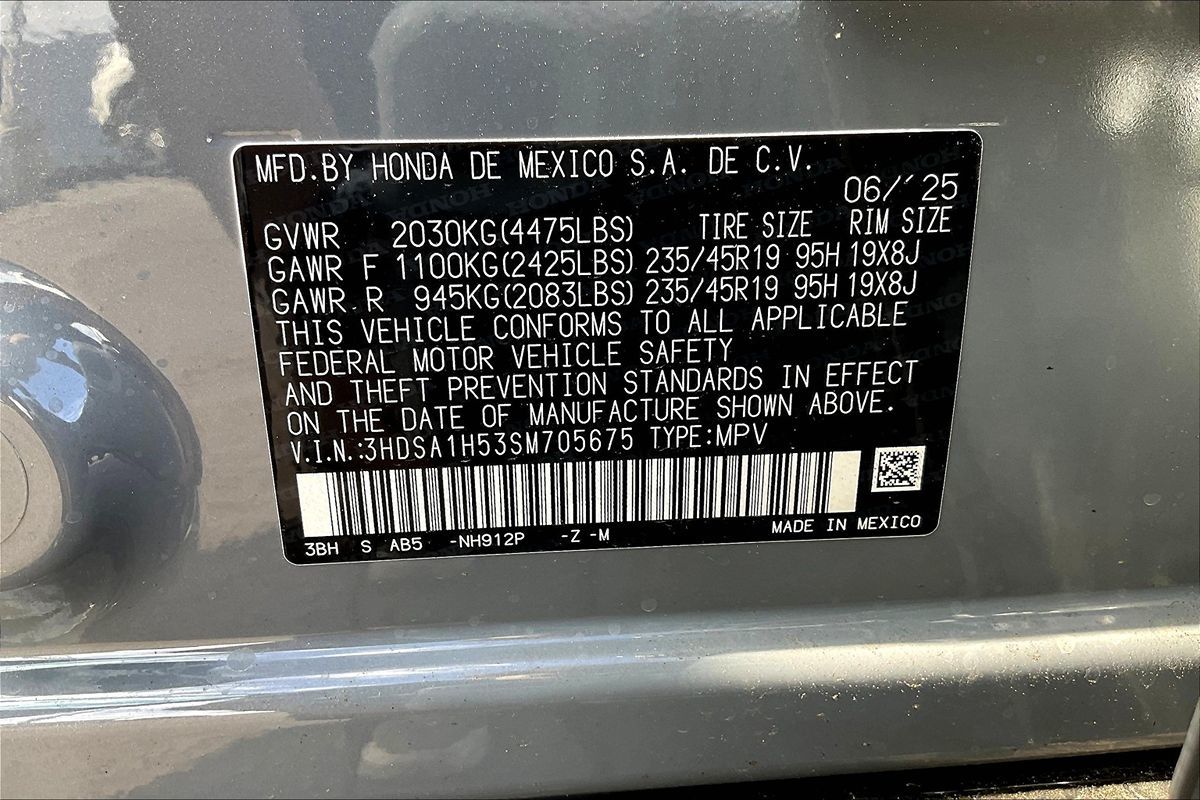 MFD.BY HONDA DE MEXICO S.A. DE C.V.
06/'25
GVWR 2030KG(4475LBS) TIRE SIZE RIM SIZE
GAWR F 1100KG(2425LBS) 235/45R19 95H 19X8J
GAWR R 945KG(2083LBS) 235/45R19 95H 19X8J
THIS VEHICLE CONFORMS TO ALL APPLICABLE
FEDERAL MOTOR VEHICLE SAFETY
AND THEFT PREVENTION STANDARDS IN EFFECT
ON THE DATE OF MANUFACTURE SHOWN ABOVE.
V.I.N.:3HDSA1H53SM705675 TYPE:MPV
3BH S AB5 -NH912P -Z -M MADE IN MEXICO